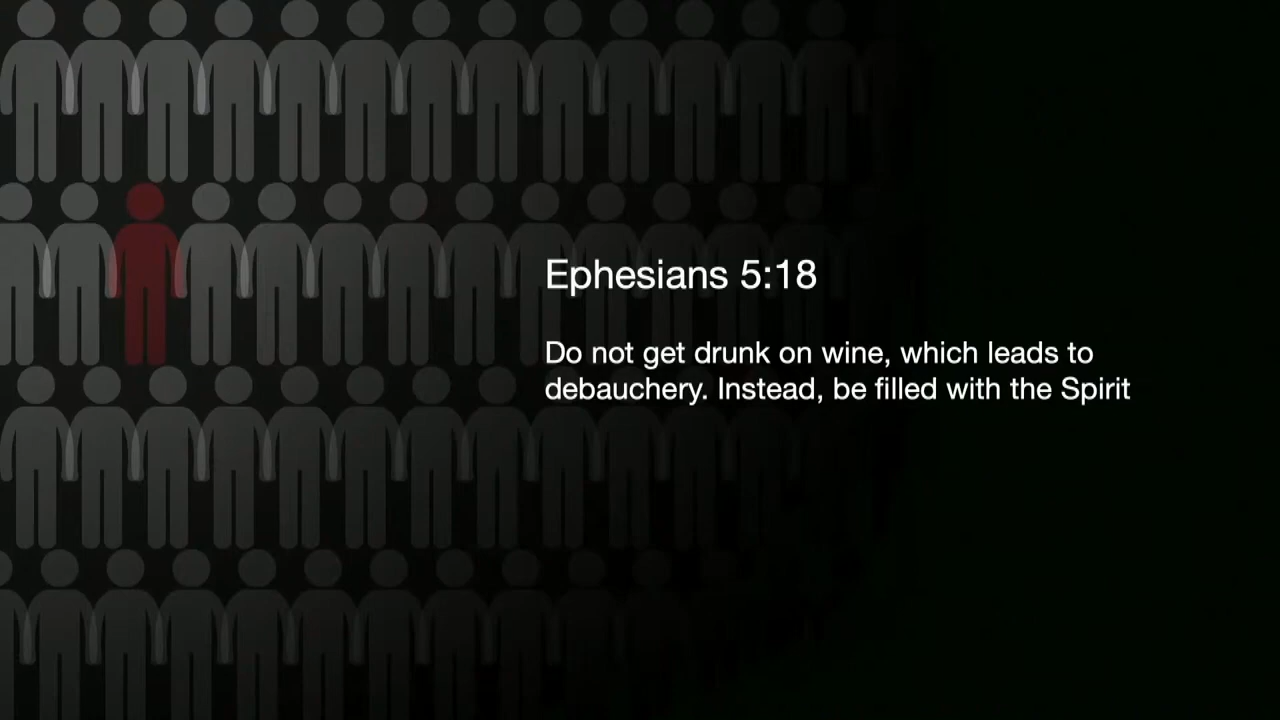 Ephesians 5:18
Do not get drunk on wine, which leads to
debauchery. Instead, be filled with the Spirit